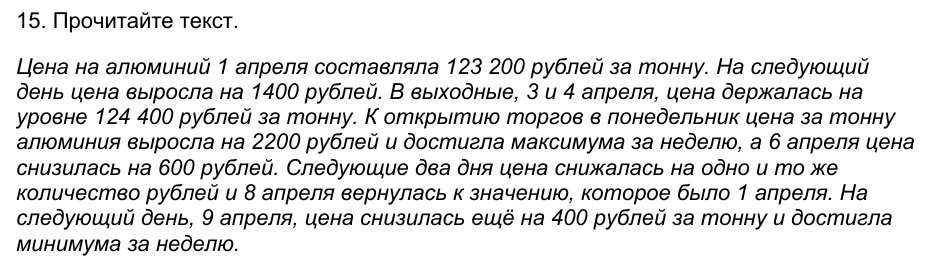 15. Прочитайте текст.
Цена на алюминий 1 апреля составляла 123 200 рублей за тонну. На следующий
день цена выросла на 1400 рублей. В выходные, 3 и 4 апреля, цена держалась на
уровне 124 400 рублей за тонну. К открытию торгов в понедельник цена за тонну
алюминия выросла на 2200 рублей и достигла максимума за неделю, а 6 апреля цена
снизилась на 600 рублей. Следующие два дня цена снижалась на одно и то же
количество рублей и 8 апреля вернулась к значению, которое было 1 апреля. На
следующий день, 9 апреля, цена снизилась ещё на 400 рублей за тонну и достигла
минимума за неделю.